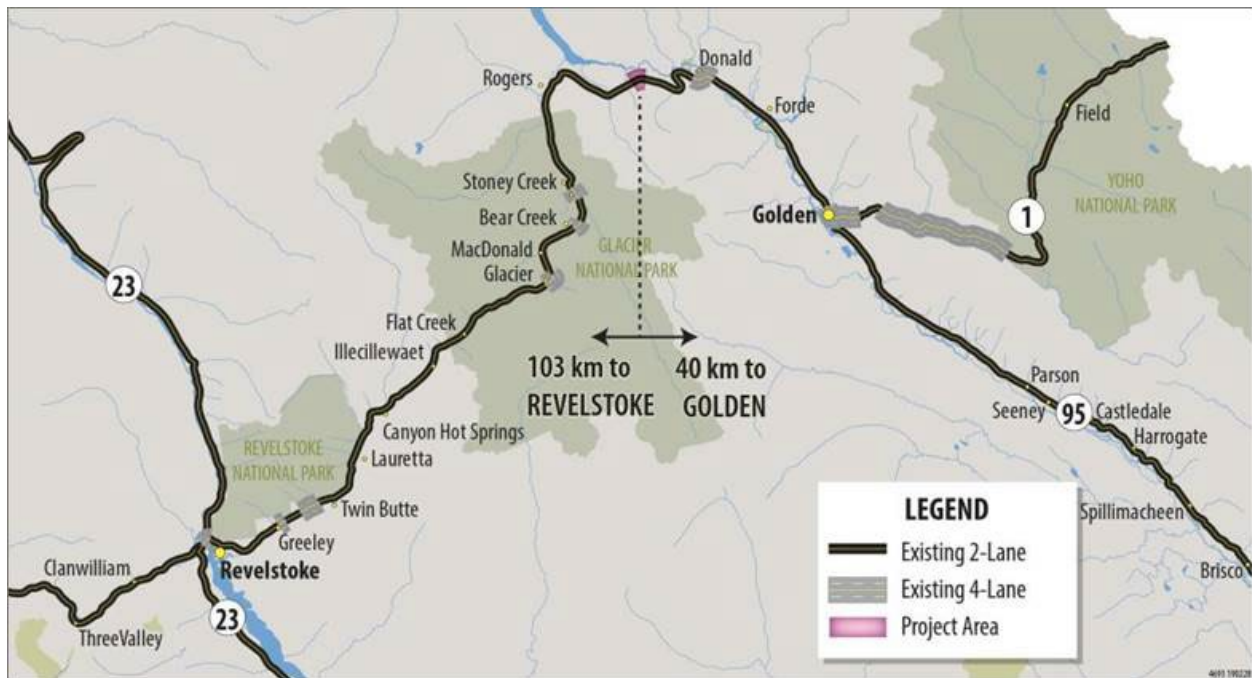 Donald
Rogers
Forde
Field
Stoney Creek
YOHO
NATIONAL PARK
1
Bear Creek
Golden
MacDonald
GLACIER
NATIONAL PARK
Glacier
23
Flat Creek
Illecillewaet
103 km to
REVELSTOKE
40 km to
GOLDEN
Parson
Seeney
95
Castledale
Harrogate
Canyon Hot Springs
REVELSTOKE
NATIONAL PARK
Lauretta
Twin Butte
Greeley
Spillimacheen
Clanwilliam
Revelstoke
Brisco
23
ThreeValley
LEGEND
Existing 2-Lane
Existing 4-Lane
Project Area
4693 190228